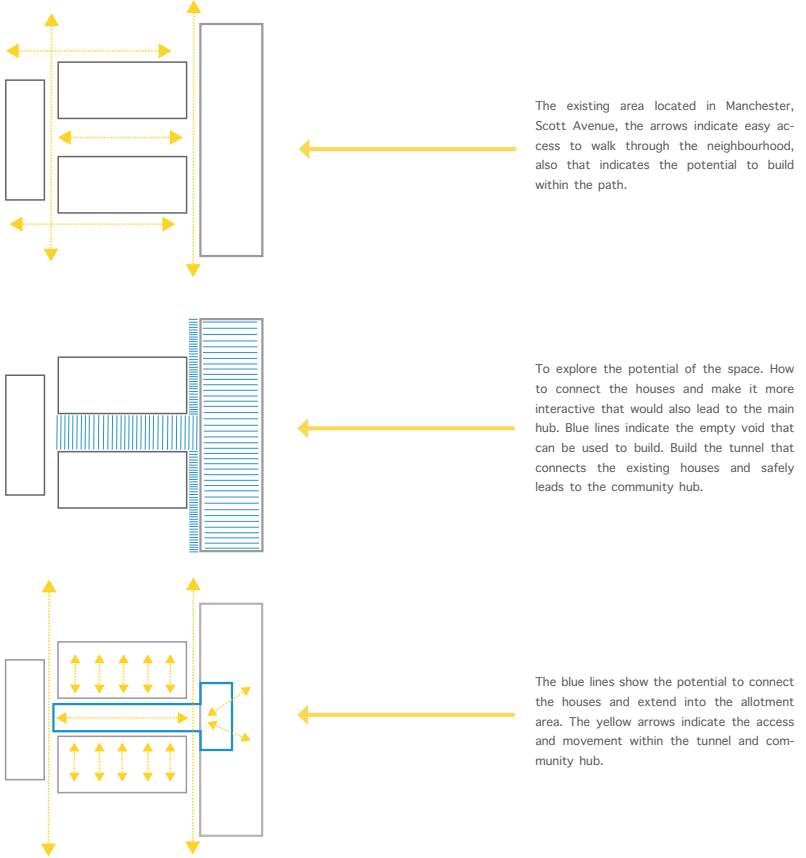 The existing area located in Manchester,
Scott Avenue, the arrows indicate easy ac-
cess to walk through the neighbourhood,
also that indicates the potential to build
within the path.
To explore the potential of the space. How
to connect the houses and make it more
interactive that would also lead to the main
hub. Blue lines indicate the empty void that
can be used to build. Build the tunnel that
connects the existing houses and safely
leads to the community hub.
The blue lines show the potential to connect
the houses and extend into the allotment
area. The yellow arrows indicate the access
and movement within the tunnel and com-
munity hub.